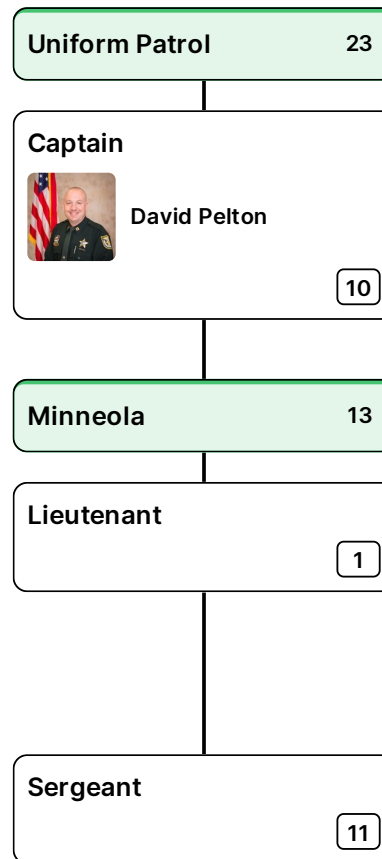 Uniform Patrol 23
Captain
David Pelton
10
Minneola 13
Lieutenant
1
Sergeant
11